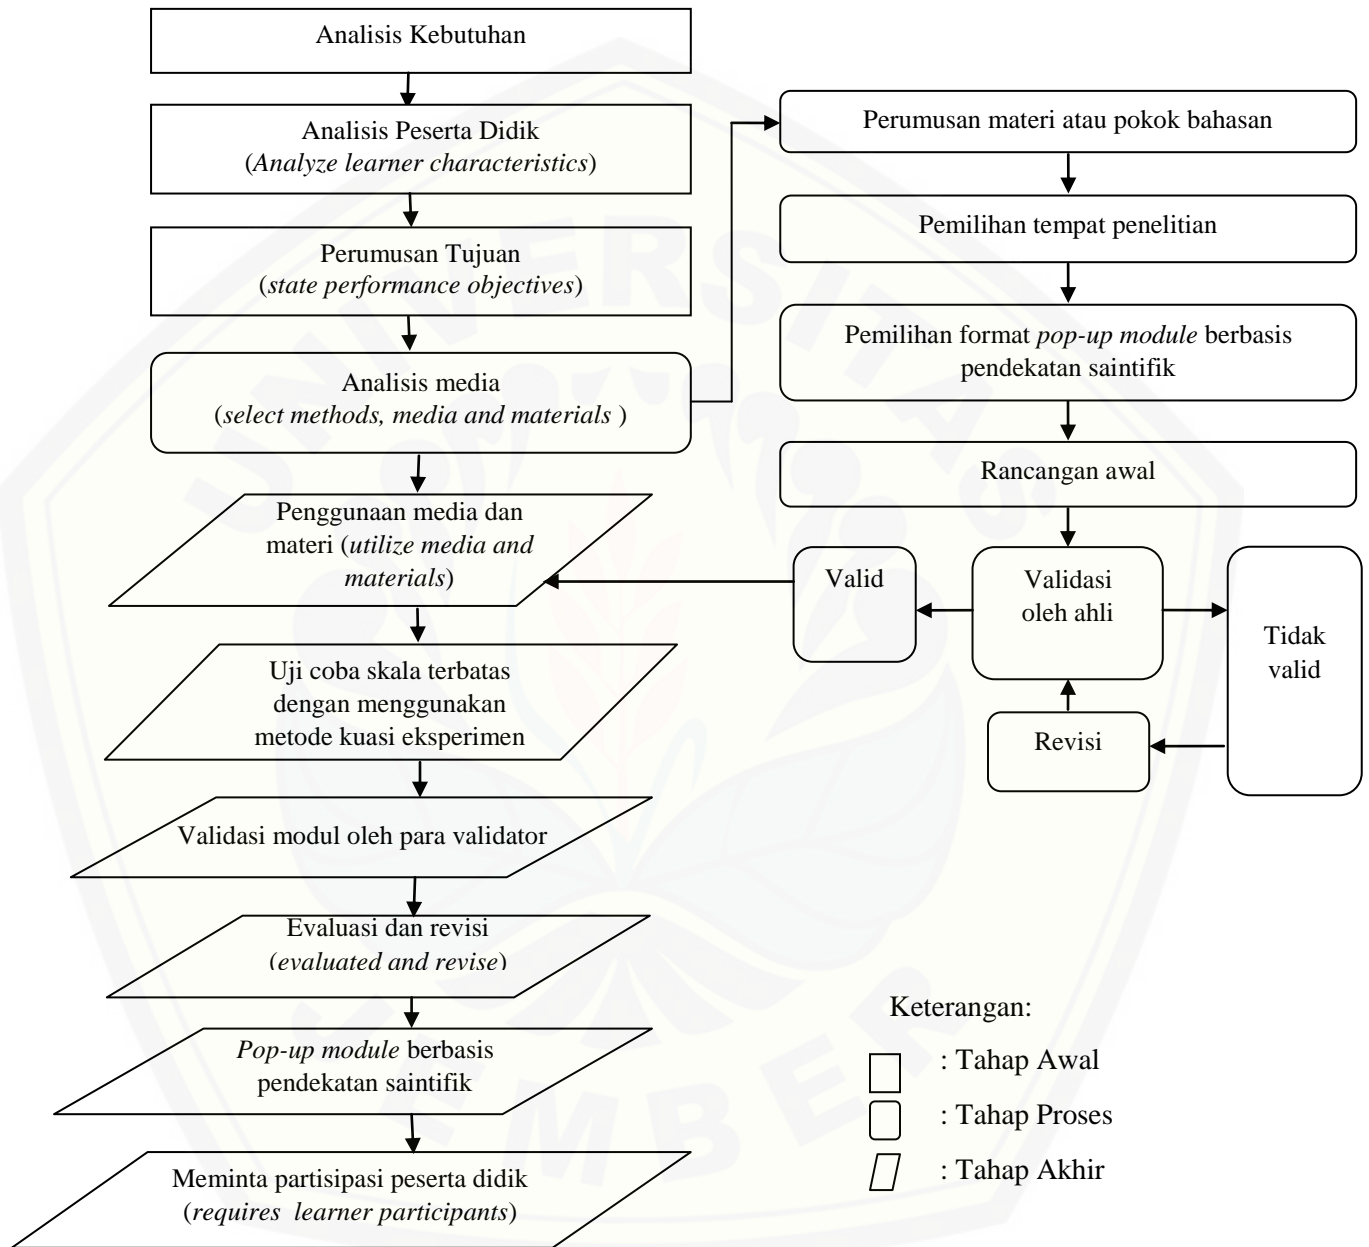 Analisis Kebutuhan
Analisis Peserta Didik
(Analyze learner characteristics)
Perumusan Tujuan
(state performance objectives)
Analisis media
(select methods, media and materials )
Penggunaan media dan
materi (utilize media and
materials)
Uji coba skala terbatas
dengan menggunakan
metode kuasi eksperimen
Validasi modul oleh para validator
Evaluasi dan revisi
(evaluated and revise)
Pop-up module berbasis
pendekatan saintifik
Meminta partisipasi peserta didik
(requires learner participants)
Perumusan materi atau pokok bahasan
Pemilihan tempat penelitian
Pemilihan format pop-up module berbasis
pendekatan saintifik
Rancangan awal
Valid
Validasi
oleh ahli
Tidak
valid
Revisi
Keterangan:
: Tahap Awal
: Tahap Proses
: Tahap Akhir
UNIVERSITAS
JEMBER